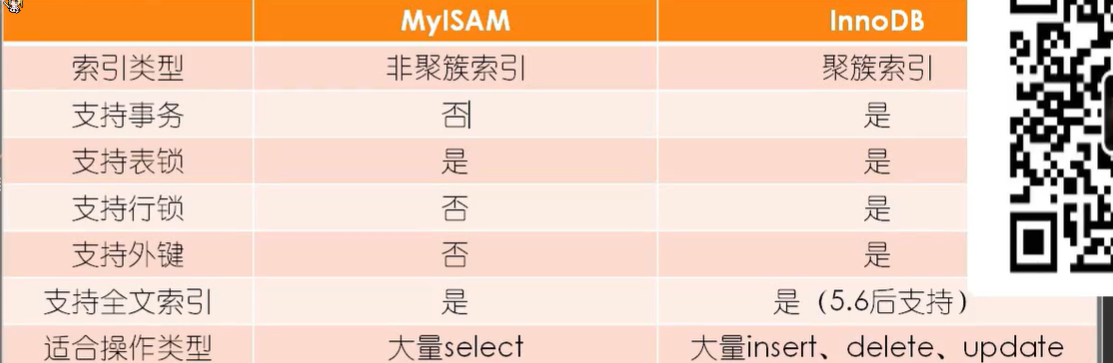 MyISAM InnoDB
索引类型 非聚簇索引 聚簇索引
支持事务 否 是
支持表锁 是 是
支持行锁 否 是
支持外键 否 是
支持全文索引 是 是（5.6后支持）
适合操作类型 大量select 大量insert、delete、update